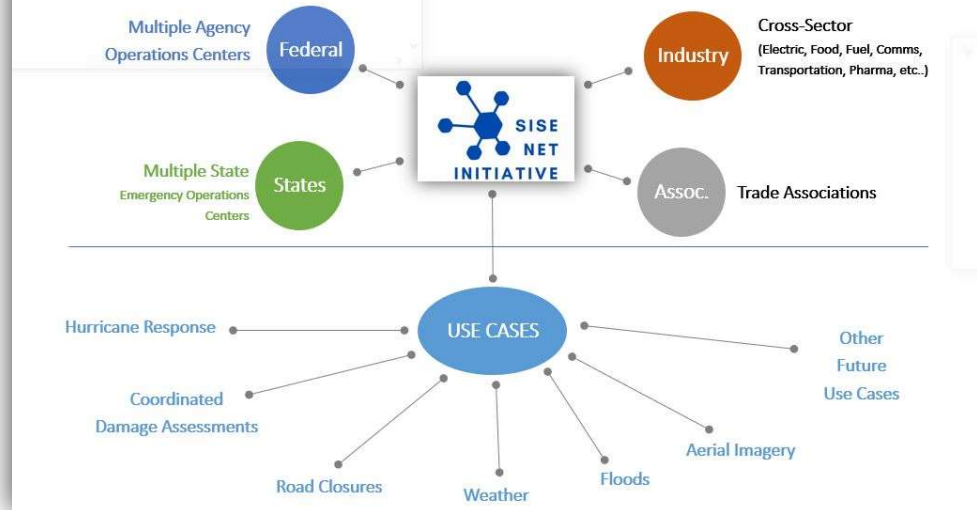 Multiple Agency
Operations Centers
Federal
Industry
Cross-Sector
(Electric, Food, Fuel, Comms,
Transportation, Pharma, etc..)
SISE
NET
INITIATIVE
Multiple State
Emergency Operations
Centers
States
Assoc.
Trade Associations
USE CASES
Hurricane Response
Coordinated
Damage Assessments
Road Closures
Weather
Floods
Aerial Imagery
Other
Future
Use Cases